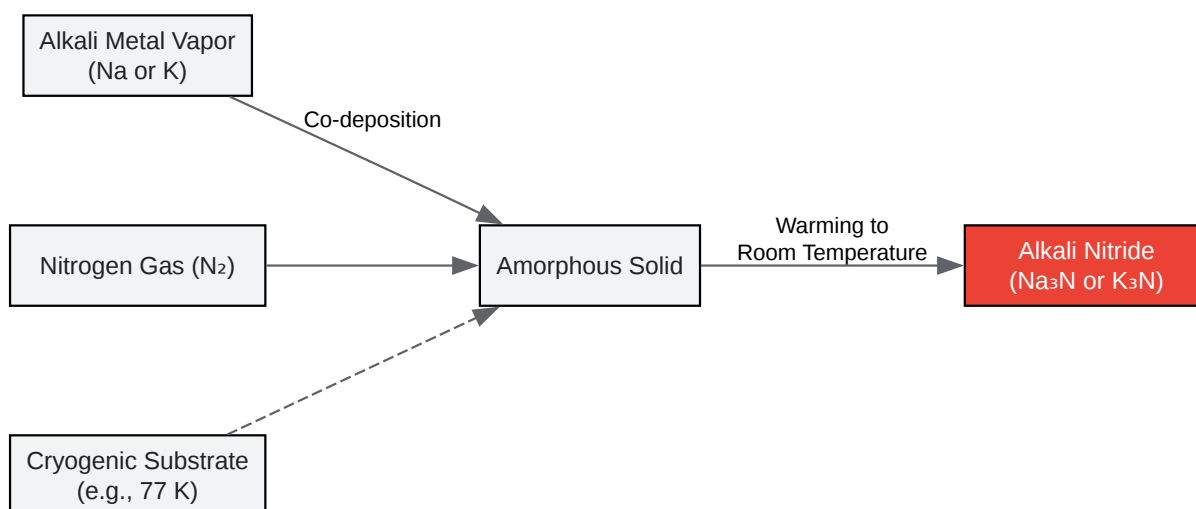 Alkali Metal Vapor
(Na or K)
Co-deposition
Nitrogen Gas (N₂)
Amorphous Solid
Warming to
Room Temperature
Alkali Nitride
(Na₃N or K₃N)
Cryogenic Substrate
(e.g., 77 K)